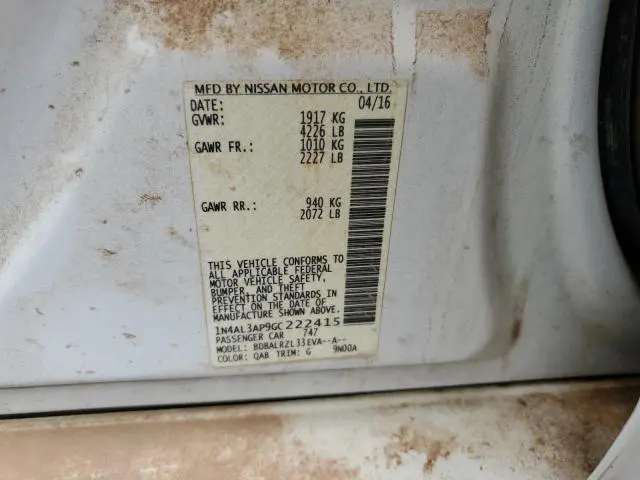 MFD BY NISSAN MOTOR CO., LTD.
DATE: 04/16
GVWR: 1917 KG
4226 LB
GAWR FR.: 1010 KG
2227 LB
GAWR RR.: 940 KG
2072 LB
THIS VEHICLE CONFORMS TO
ALL APPLICABLE FEDERAL
MOTOR VEHICLE SAFETY,
BUMPER, AND THEFT
PREVENTION STANDARDS IN
EFFECT ON THE DATE OF
MANUFACTURE SHOWN ABOVE.
1N4AL3AP9GC222415
PASSENGER CAR 747
MODEL: BDBALRZL33EVA--A--
COLOR: QAB TRIM: G 9N00A